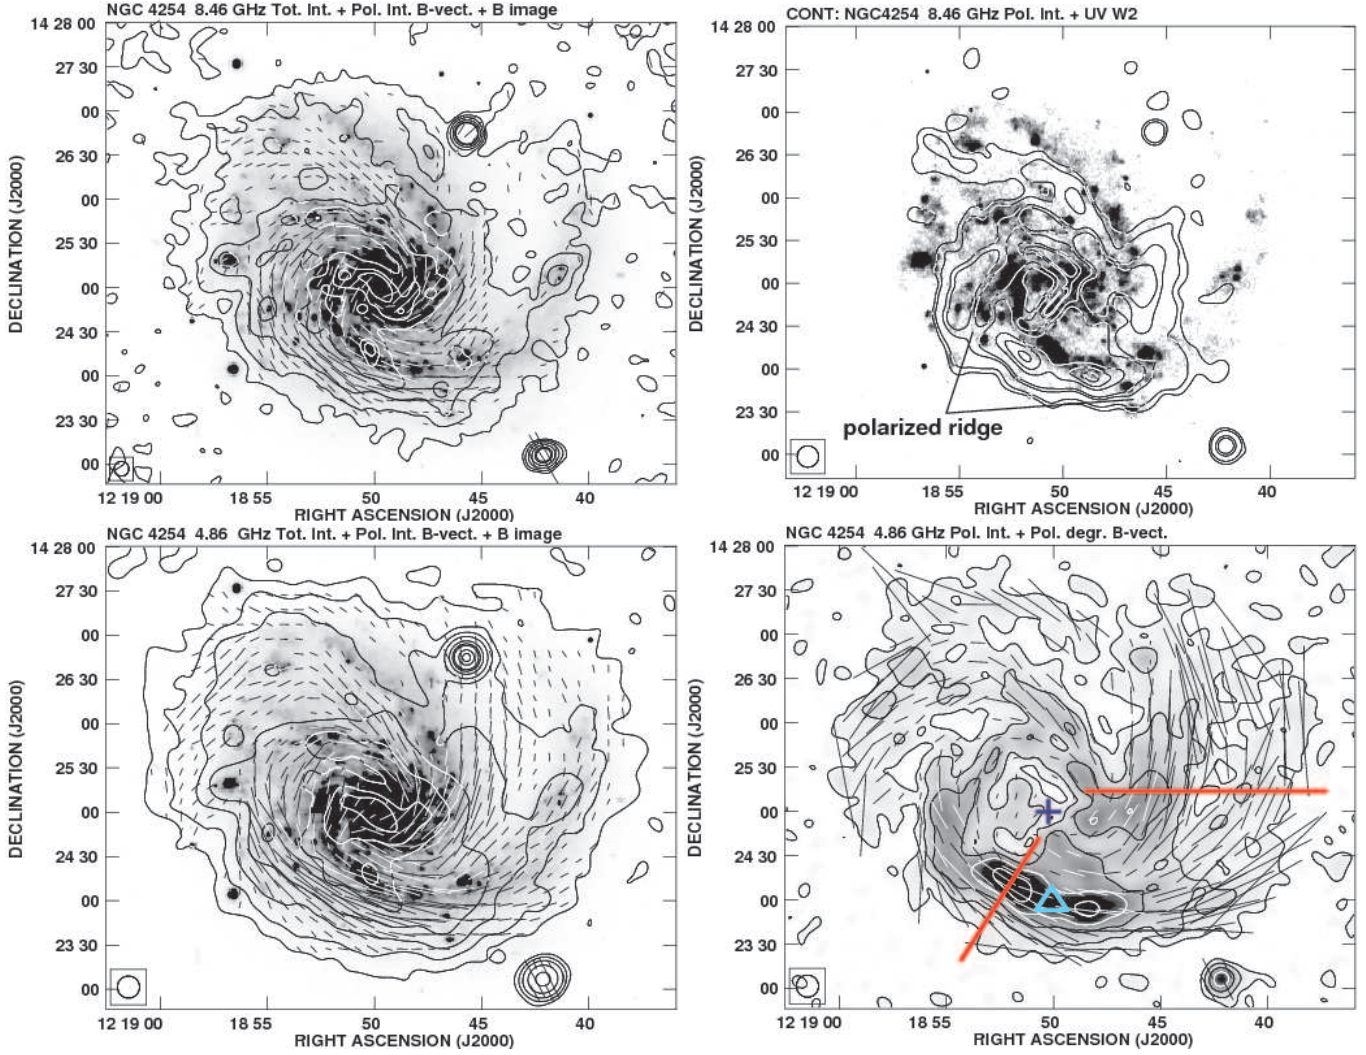 NGC 4254 8.46 GHz Tot. Int. + Pol. Int. B-vect. + B image
14 28 00
27 30
00
26 30
00
25 30
00
24 30
00
23 30
00
DECLINATION (J2000)
12 19 00
18 55
50
45
40
RIGHT ASCENSION (J2000)
CONT: NGC4254 8.46 GHz Pol. Int. + UV W2
14 28 00
27 30
00
26 30
00
25 30
00
24 30
00
23 30
00
DECLINATION (J2000)
polarized ridge
12 19 00
18 55
50
45
40
RIGHT ASCENSION (J2000)
NGC 4254 4.86 GHz Tot. Int. + Pol. Int. B-vect. + B image
14 28 00
27 30
00
26 30
00
25 30
00
24 30
00
23 30
00
DECLINATION (J2000)
12 19 00
18 55
50
45
40
RIGHT ASCENSION (J2000)
NGC 4254 4.86 GHz Pol. Int. + Pol. degr. B-vect.
14 28 00
27 30
00
26 30
00
25 30
00
24 30
00
23 30
00
DECLINATION (J2000)
12 19 00
18 55
50
45
40
RIGHT ASCENSION (J2000)